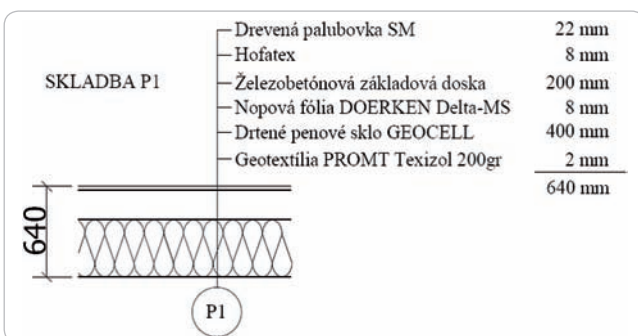 Drevená palubovka SM 22 mm
Hofatex 8 mm
SKLADBA P1
Železobetónová základová doska 200 mm
Nopová fólia DOERKEN Delta-MS 8 mm
Drtené penové sklo GEOCELL 400 mm
Geotextília PROMT Texizol 200gr 2 mm
640 mm
640
P1